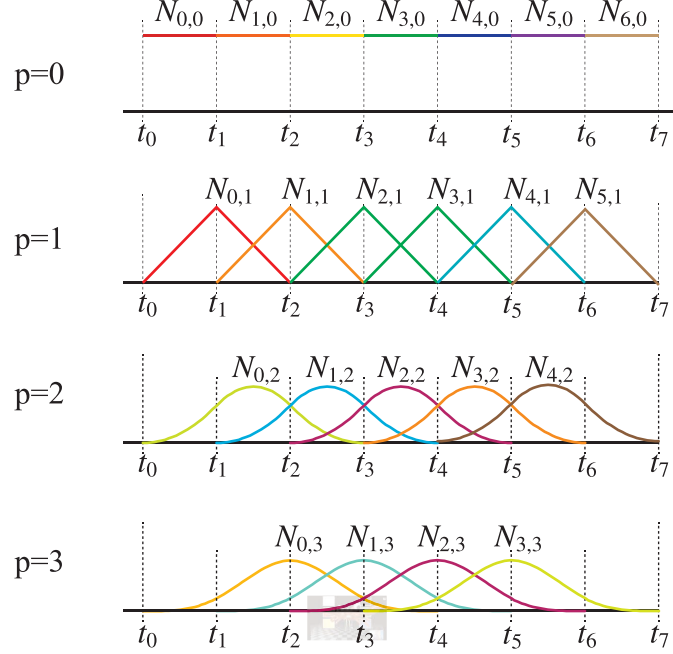 N0,0 N1,0 N2,0 N3,0 N4,0 N5,0 N6,0
p=0
t0 t1 t2 t3 t4 t5 t6 t7
N0,1 N1,1 N2,1 N3,1 N4,1 N5,1
p=1
t0 t1 t2 t3 t4 t5 t6 t7
N0,2 N1,2 N2,2 N3,2 N4,2
p=2
t0 t1 t2 t3 t4 t5 t6 t7
N0,3 N1,3 N2,3 N3,3
p=3
t0 t1 t2 t3 t4 t5 t6 t7